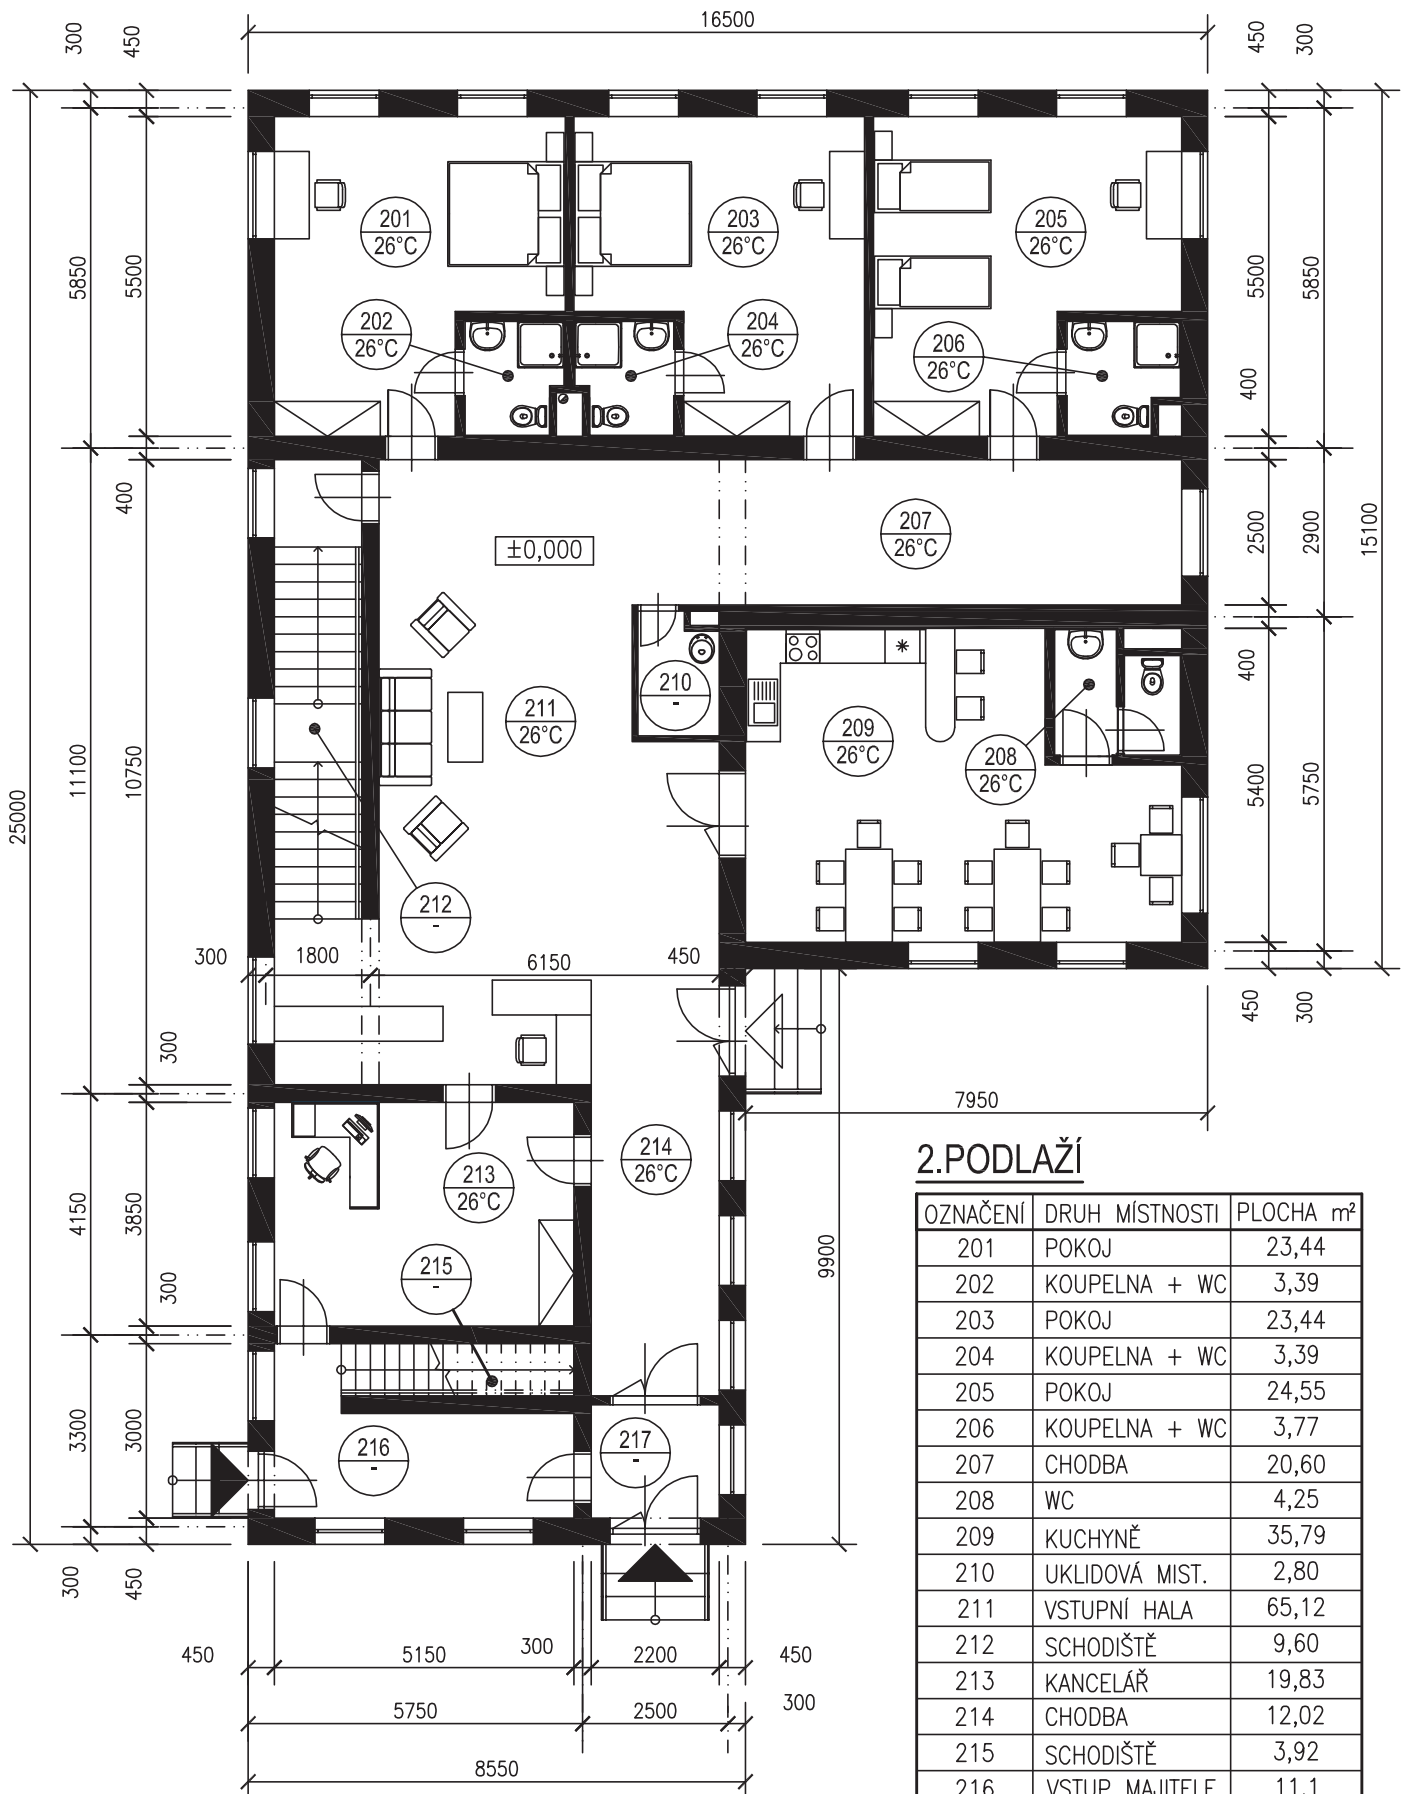 16500
300
450
450
300
201
26°C
203
26°C
205
26°C
202
26°C
204
26°C
206
26°C
5850
5500
5500
5850
400
400
207
26°C
±0,000
2500
2900
15100
210
-
211
26°C
209
26°C
208
26°C
400
25000
11100
10750
5400
5750
212
-
300
1800
6150
450
450
300
300
7950
214
26°C
213
26°C
215
-
4150
3850
9900
300
216
-
217
-
3300
3000
300
450
450
5150
300
2200
450
5750
2500
300
8550
2.PODLAŽÍ
OZNAČENÍ DRUH MÍSTNOSTI PLOCHA m²
201 POKOJ 23,44
202 KOUPELNA + WC 3,39
203 POKOJ 23,44
204 KOUPELNA + WC 3,39
205 POKOJ 24,55
206 KOUPELNA + WC 3,77
207 CHODBA 20,60
208 WC 4,25
209 KUCHYNĚ 35,79
210 UKLIDOVÁ MIST. 2,80
211 VSTUPNÍ HALA 65,12
212 SCHODIŠTĚ 9,60
213 KANCELÁŘ 19,83
214 CHODBA 12,02
215 SCHODIŠTĚ 3,92
216 VSTUP MAJITELE 11,1